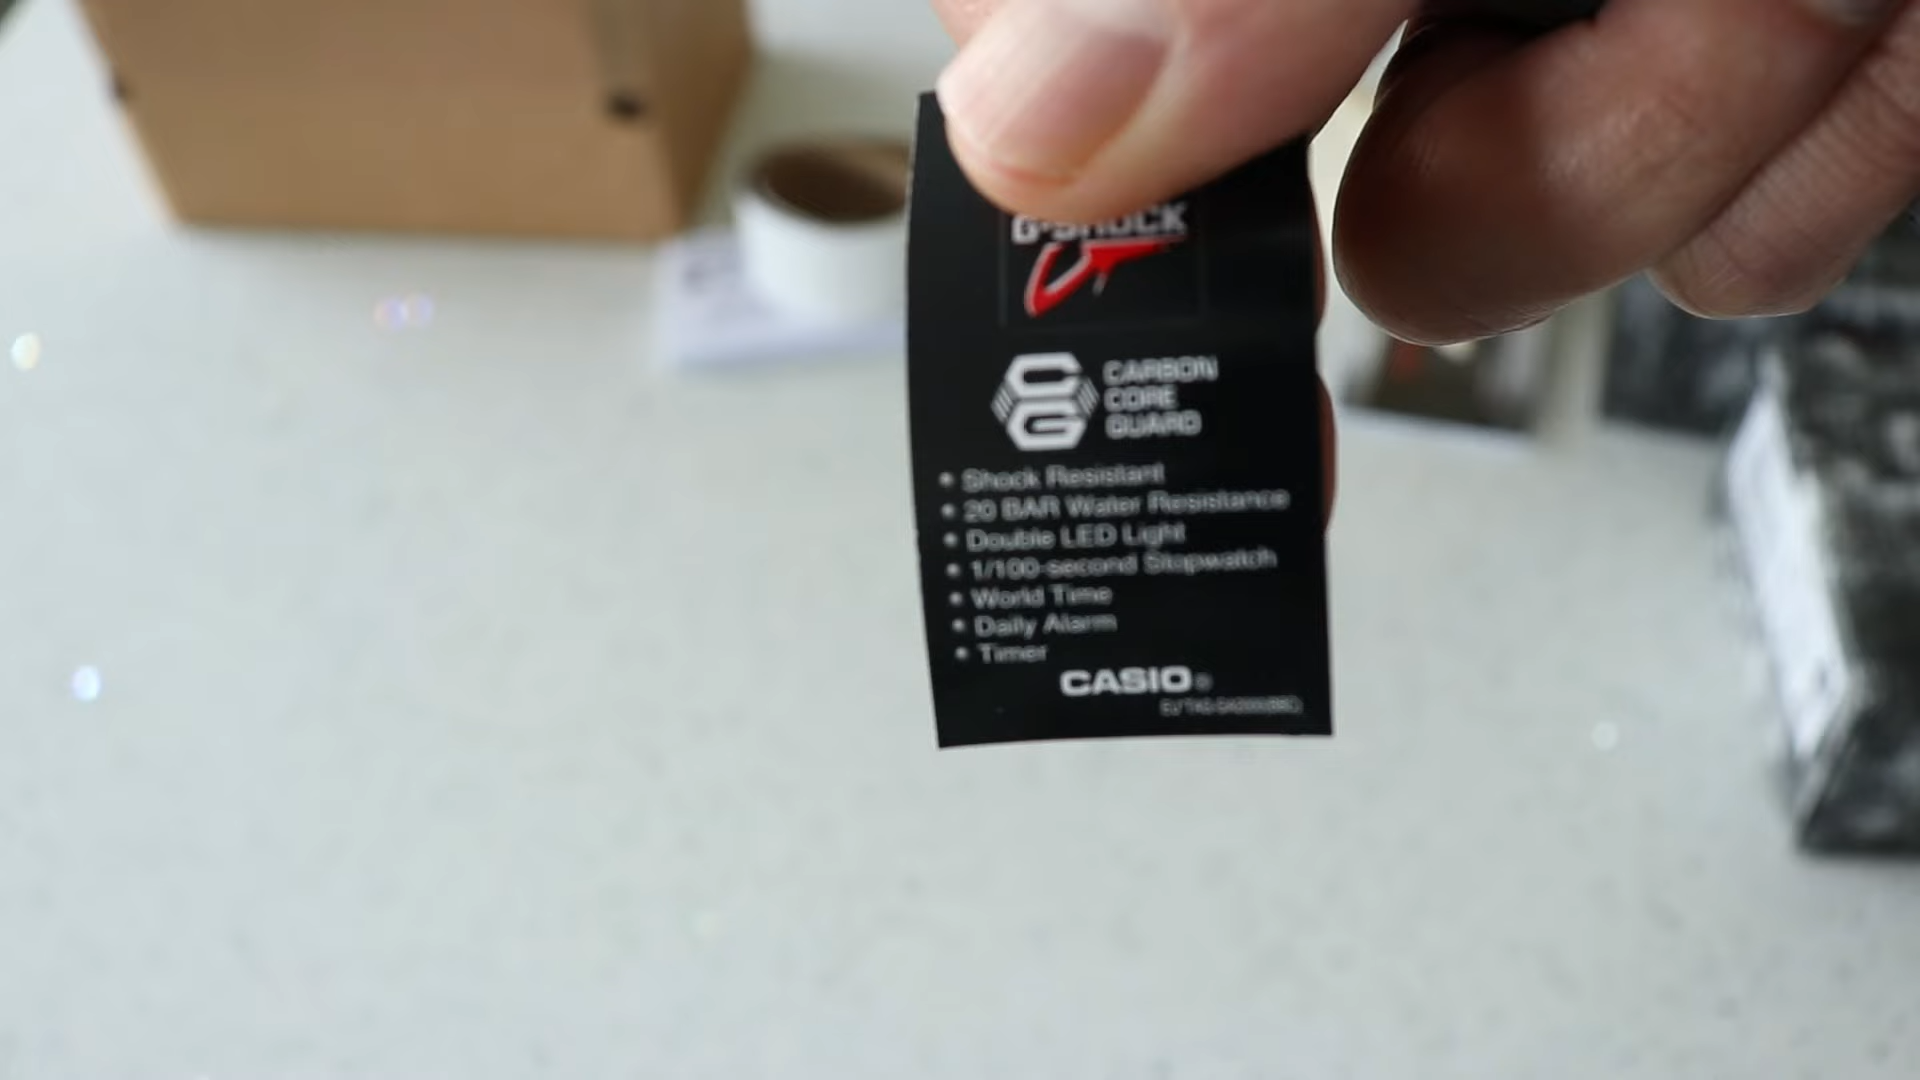 G-SHOCK
CARBON
CORE
GUARD
• Shock Resistant
• 20 BAR Water Resistance
• Double LED Light
• 1/100-second Stopwatch
• World Time
• Daily Alarm
• Timer
CASIO